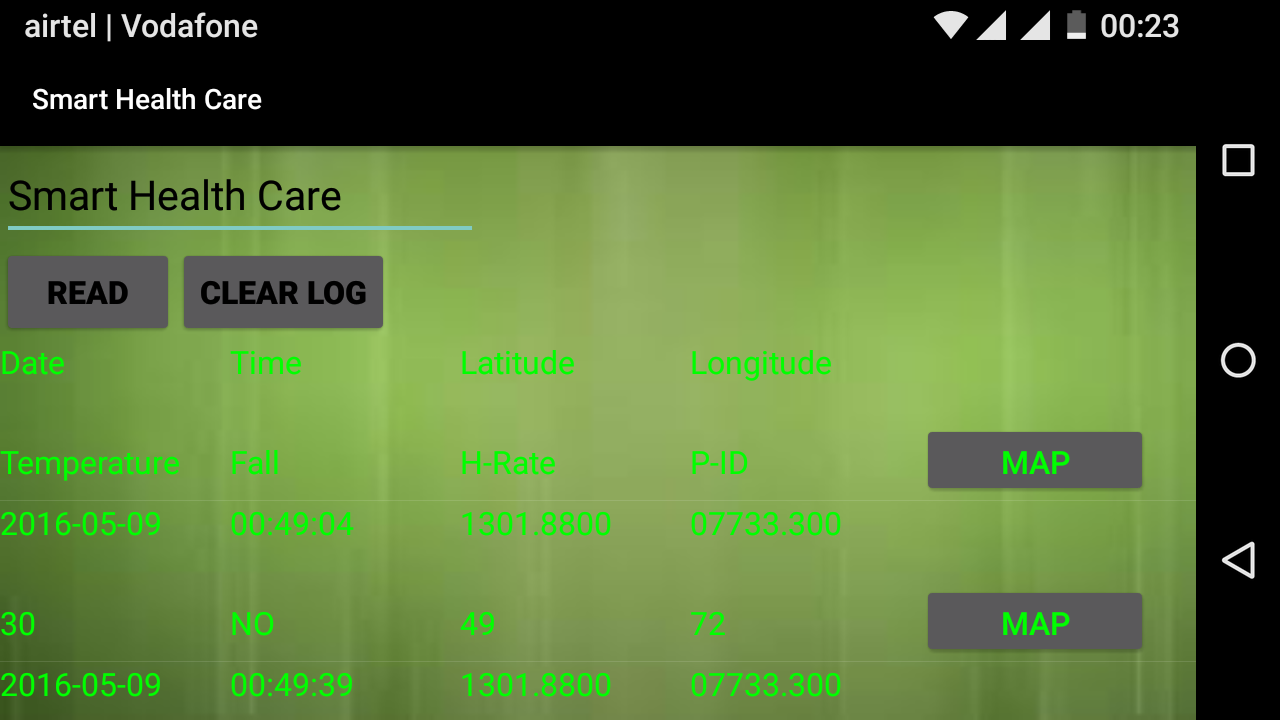 airtel | Vodafone 00:23
Smart Health Care
Smart Health Care
READ CLEAR LOG
Date Time Latitude Longitude
Temperature Fall H-Rate P-ID MAP
2016-05-09 00:49:04 1301.8800 07733.300
30 NO 49 72 MAP
2016-05-09 00:49:39 1301.8800 07733.300